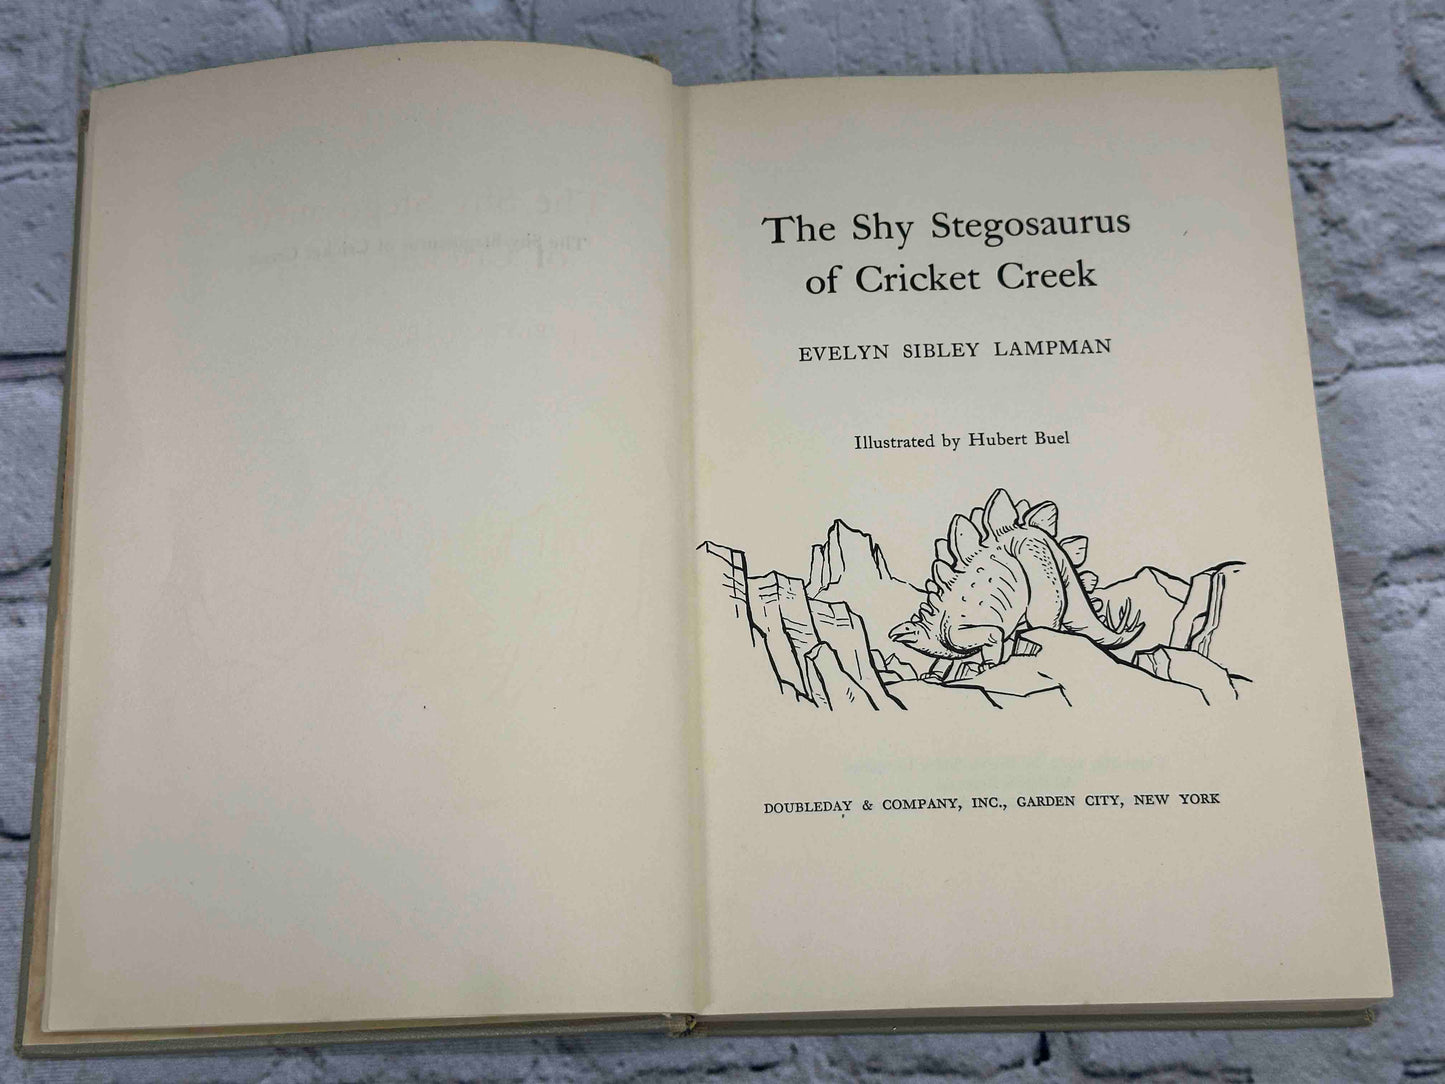 The Shy Stegosaurus
of Cricket Creek
EVELYN SIBLEY LAMPMAN
Illustrated by Hubert Buel
DOUBLEDAY & COMPANY, INC., GARDEN CITY, NEW YORK